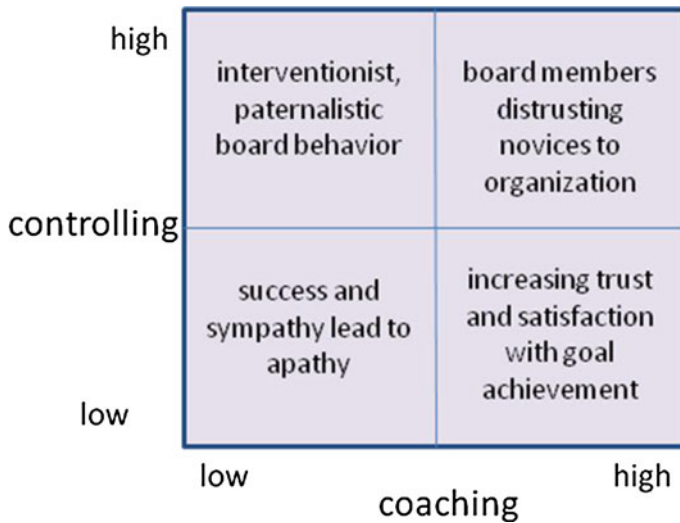 high
interventionist,
paternalistic
board behavior
board members
distrusting
novices to
organization
controlling
success and
sympathy lead to
apathy
increasing trust
and satisfaction
with goal
achievement
low
low
high
coaching